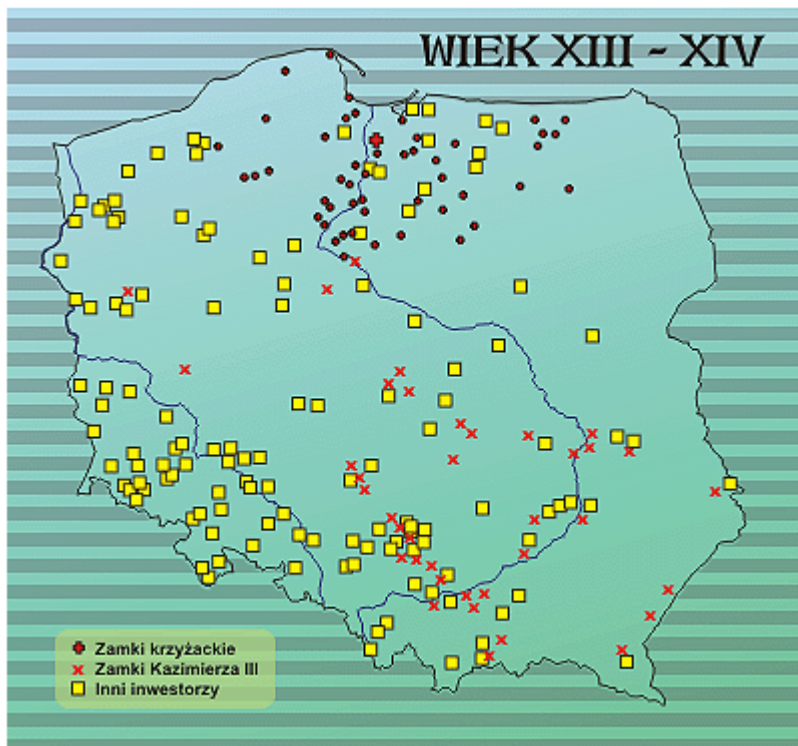 WIEK XIII - XIV
Zamki krzyżackie
Zamki Kazimierza III
Inni inwestorzy